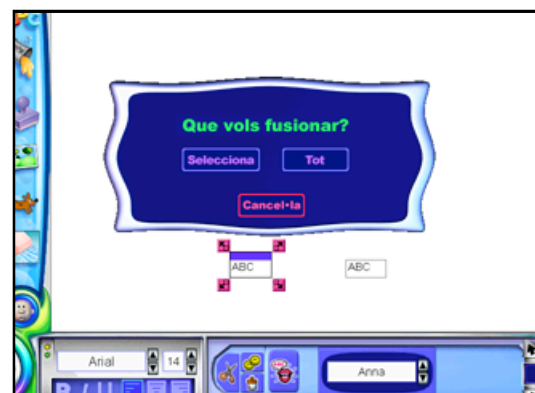 Que vols fusionar?
Selecciona Tot
Cancel•la
ABC ABC
Arial 14 Anna
B I U